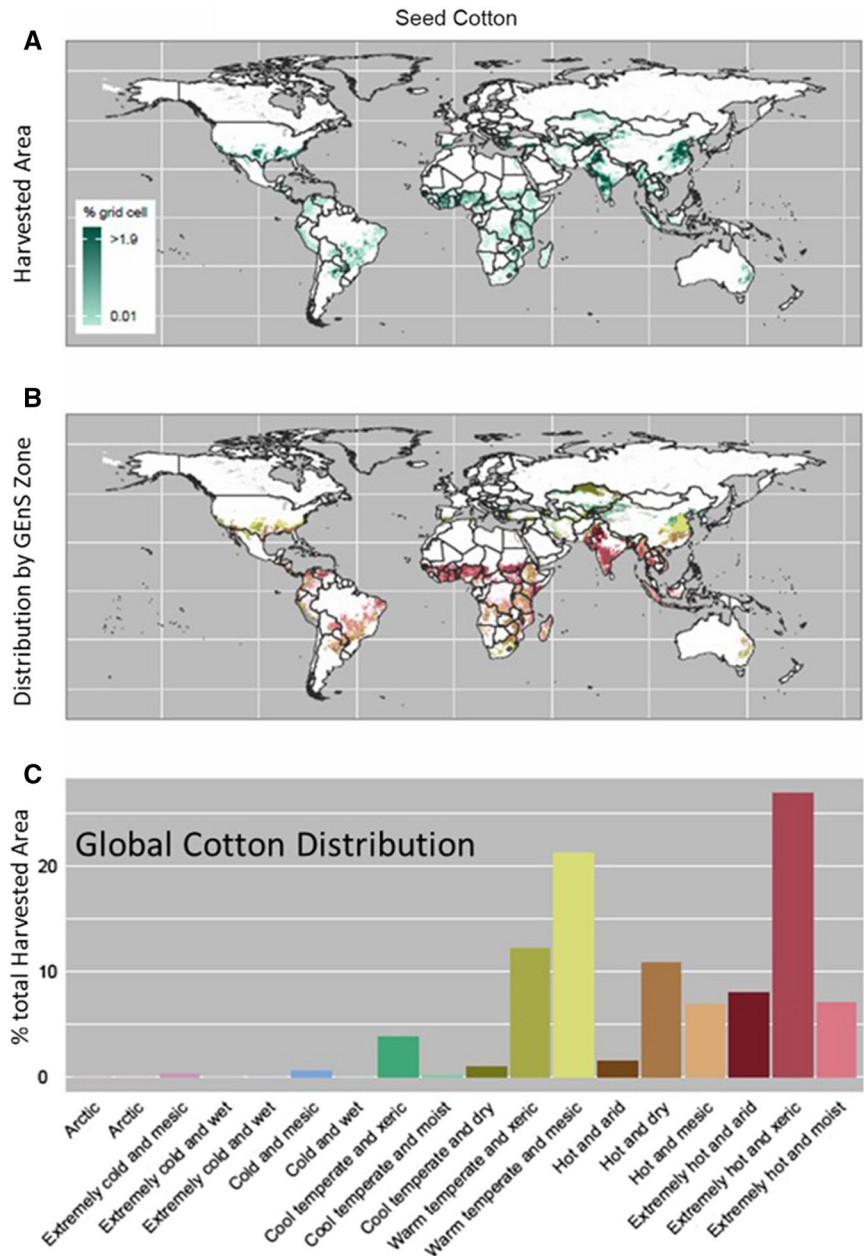 Seed Cotton
A
Harvested Area
% grid cell
>1.9
0.01
B
Distribution by GEnS Zone
C
Global Cotton Distribution
% total Harvested Area
20
10
0
Arctic
Arctic
Extremely cold and mesic
Extremely cold and wet
Extremely cold and wet
Cold and mesic
Cold and wet
Cool temperate and xeric
Cool temperate and moist
Cool temperate and dry
Warm temperate and xeric
Warm temperate and mesic
Hot and arid
Hot and dry
Hot and mesic
Extremely hot and arid
Extremely hot and xeric
Extremely hot and moist